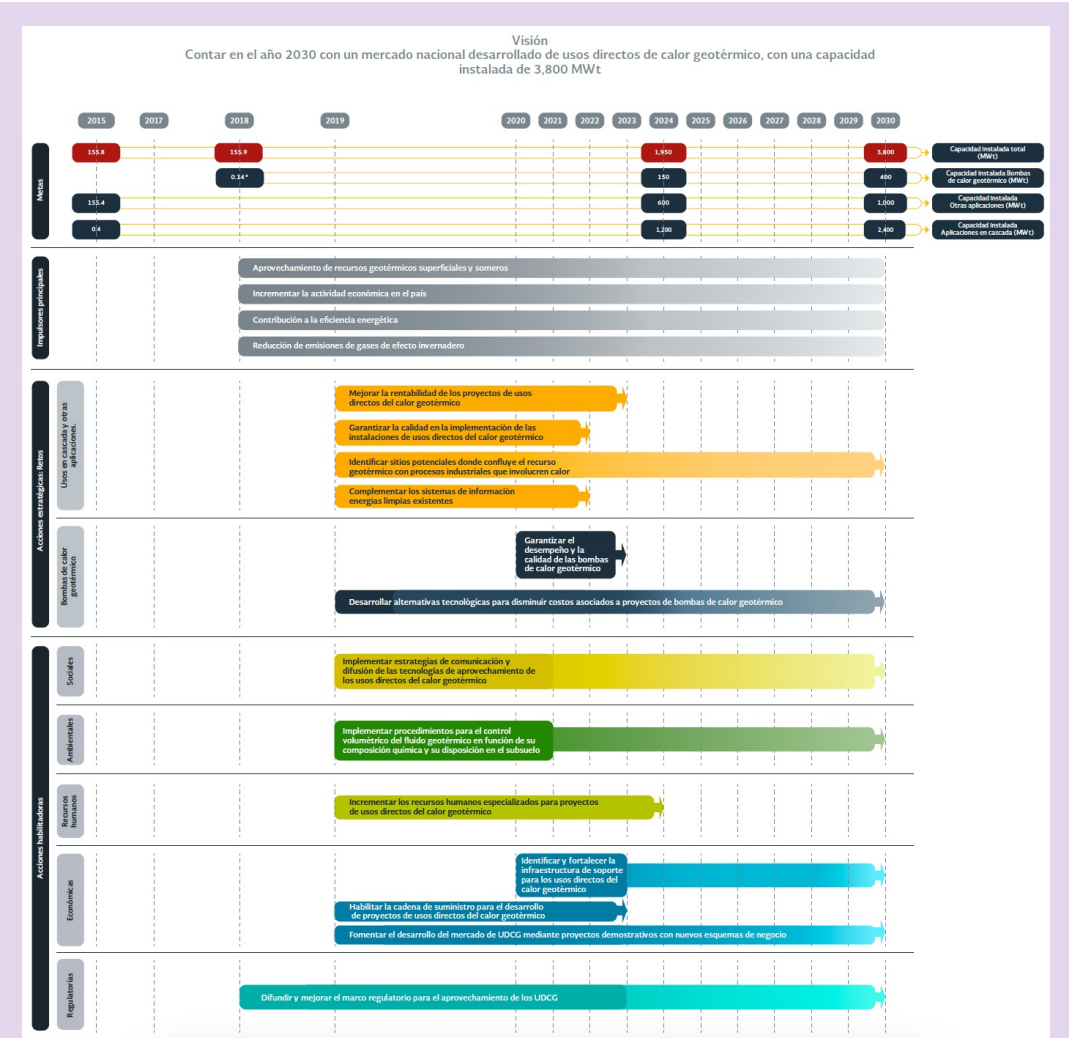 Visión
Contar en el año 2030 con un mercado nacional desarrollado de usos directos de calor geotérmico, con una capacidad
instalada de 3,800 MWt
2015 2017 2018 2019 2020 2021 2022 2023 2024 2025 2026 2027 2028 2029 2030
Metas
155.8 155.9 1,950 3,800 Capacidad Instalada total
(MWt)
0.14* 150 400 Capacidad Instalada Bombas
de calor geotérmico (MWt)
155.4 600 1,000 Capacidad Instalada
Otras aplicaciones (MWt)
0.4 1,200 2,400 Capacidad Instalada
Aplicaciones en cascada (MWt)
Impulsores principales
Aprovechamiento de recursos geotérmicos superficiales y someros
Incrementar la actividad económica en el país
Contribución a la eficiencia energética
Reducción de emisiones de gases de efecto invernadero
Acciones estratégicas: Retos
Usos en cascada y otras
aplicaciones.
Mejorar la rentabilidad de los proyectos de usos
directos del calor geotérmico
Garantizar la calidad en la implementación de las
instalaciones de usos directos del calor geotérmico
Identificar sitios potenciales donde confluye el recurso
geotérmico con procesos industriales que involucren calor
Complementar los sistemas de información
energías limpias existentes
Bombas de calor
geotérmico
Garantizar el
desempeño y la
calidad de las bombas
de calor geotérmico
Desarrollar alternativas tecnológicas para disminuir costos asociados a proyectos de bombas de calor geotérmico
Acciones habilitadoras
Sociales
Implementar estrategias de comunicación y
difusión de las tecnologías de aprovechamiento de
los usos directos del calor geotérmico
Ambientales
Implementar procedimientos para el control
volumétrico del fluido geotérmico en función de su
composición química y su disposición en el subsuelo
Recursos
humanos
Incrementar los recursos humanos especializados para proyectos
de usos directos del calor geotérmico
Económicas
Identificar y fortalecer la
infraestructura de soporte
para los usos directos del
calor geotérmico
Habilitar la cadena de suministro para el desarrollo
de proyectos de usos directos del calor geotérmico
Fomentar el desarrollo del mercado de UDCG mediante proyectos demostrativos con nuevos esquemas de negocio
Regulatorias
Difundir y mejorar el marco regulatorio para el aprovechamiento de los UDCG